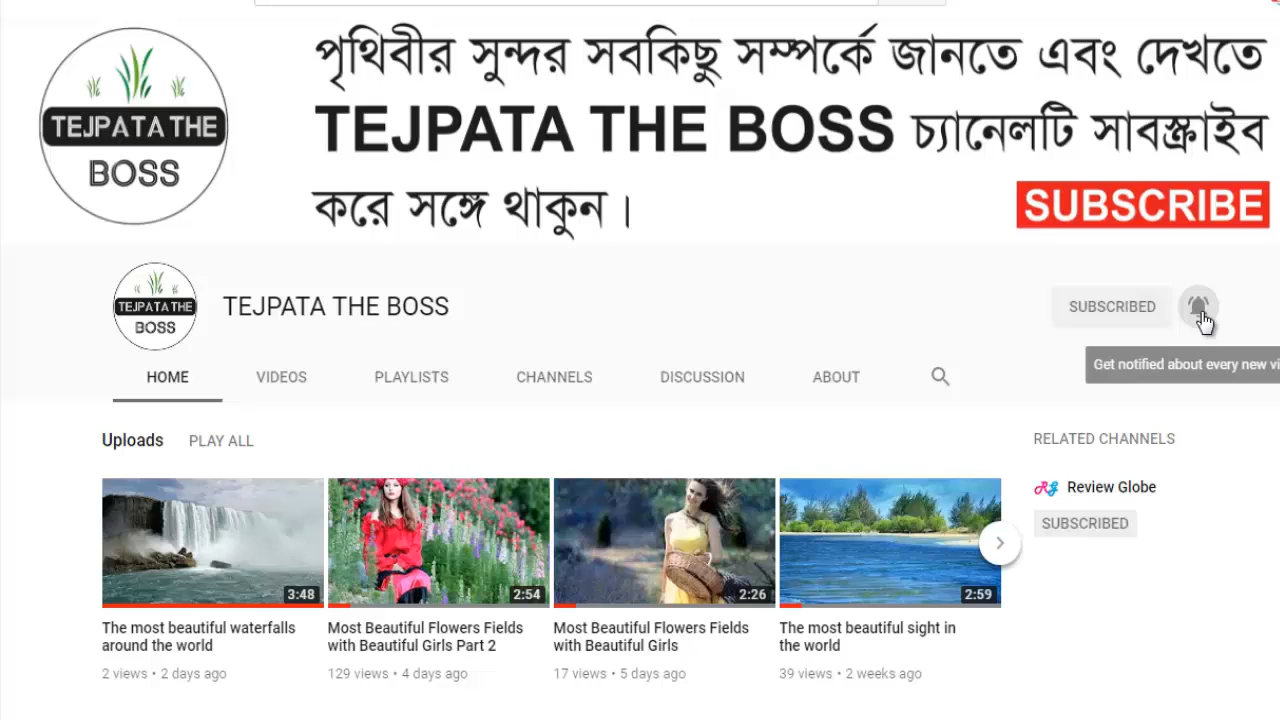 পৃথিবীর সুন্দর সবকিছু সম্পর্কে জানতে এবং দেখতে
TEJPATA THE BOSS চ্যানেলটি সাবস্ক্রাইব
করে সঙ্গে থাকুন।
TEJPATA THE
BOSS
SUBSCRIBE
TEJPATA THE
BOSS
TEJPATA THE BOSS
SUBSCRIBED
Get notified about every new vi
HOME VIDEOS PLAYLISTS CHANNELS DISCUSSION ABOUT
Uploads PLAY ALL
RELATED CHANNELS
RG Review Globe
SUBSCRIBED
3:48
The most beautiful waterfalls
around the world
2 views • 2 days ago
2:54
Most Beautiful Flowers Fields
with Beautiful Girls Part 2
129 views • 4 days ago
2:26
Most Beautiful Flowers Fields
with Beautiful Girls
17 views • 5 days ago
2:59
The most beautiful sight in
the world
39 views • 2 weeks ago